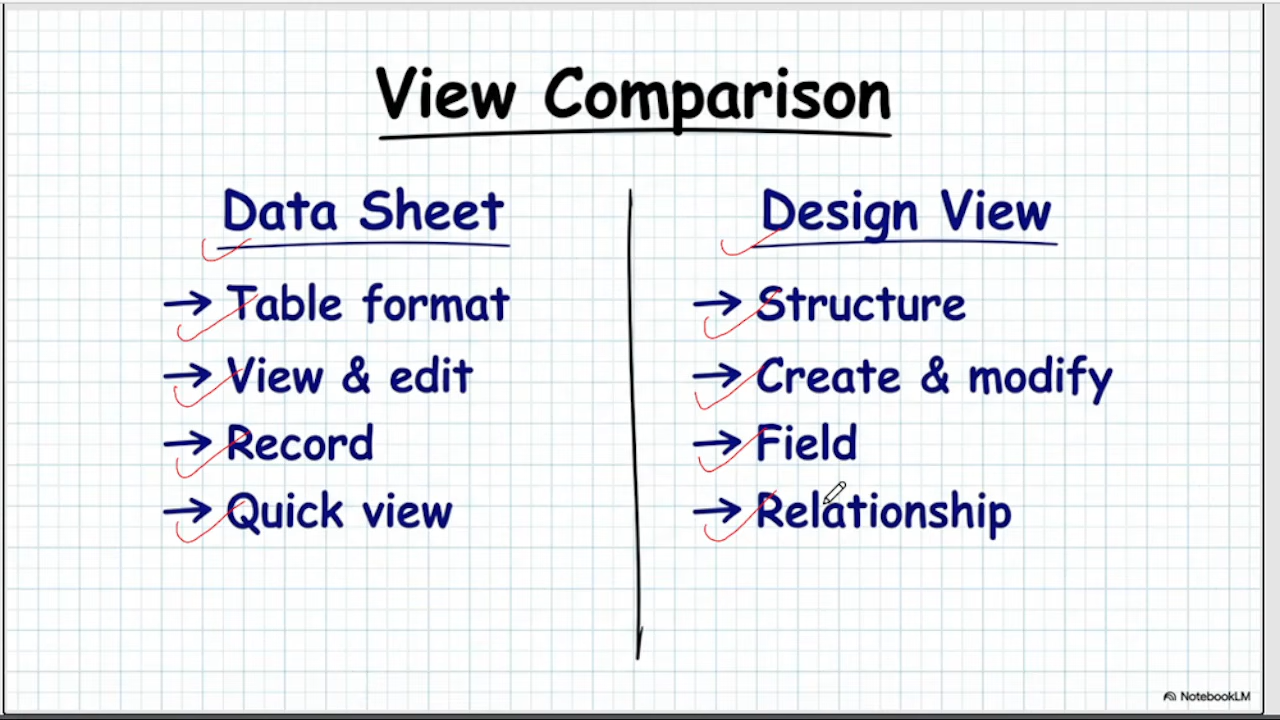 View Comparison
Data Sheet
→ Table format
→ View & edit
→ Record
→ Quick view
Design View
→ Structure
→ Create & modify
→ Field
→ Relationship
NotebookLM